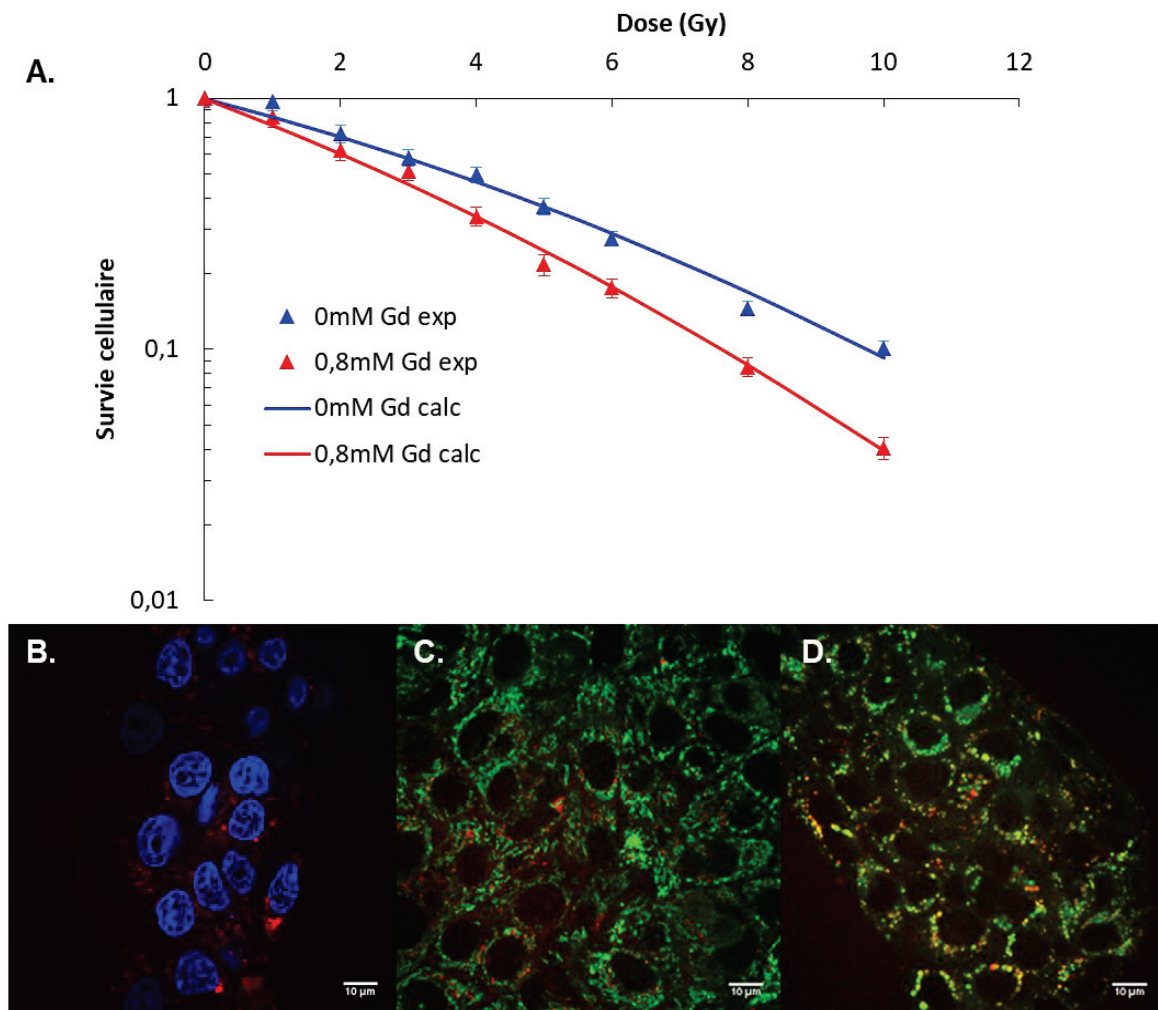 Dose (Gy)
A.
0 2 4 6 8 10 12
1
0,1
0,01
Survie cellulaire
0mM Gd exp
0,8mM Gd exp
0mM Gd calc
0,8mM Gd calc
B. C. D.
10 µm 10 µm 10 µm